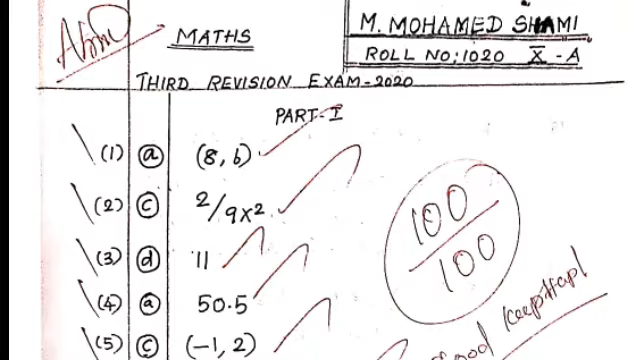 M. MOHAMED SHAMI
MATHS
ROLL NO: 1020 X - A
THIRD REVISION EXAM-2020
PART-I
(1) a (8, 6)
(2) c 2/9x²
(3) d 11
(4) a 50.5
(5) c (-1, 2)
100/100
Good keep it up!